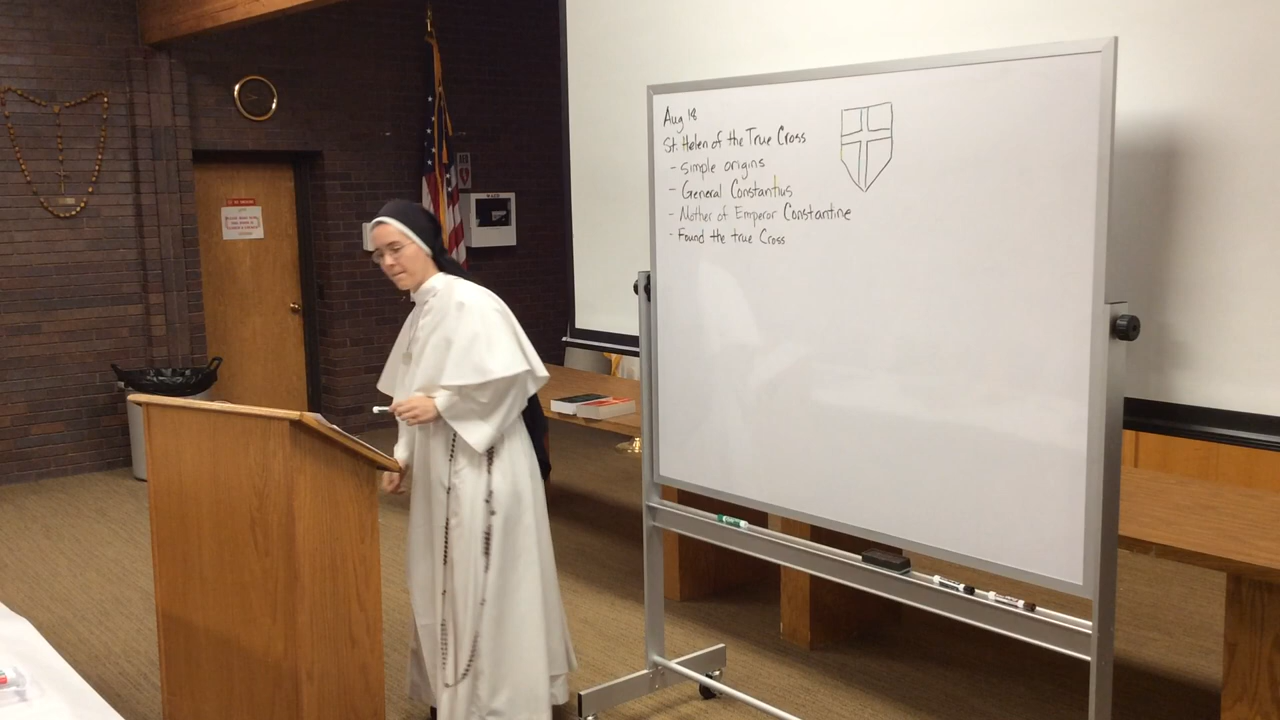 Aug 18
St. Helen of the True Cross
- Simple origins
- General Constantius
- Mother of Emperor Constantine
- Found the true Cross